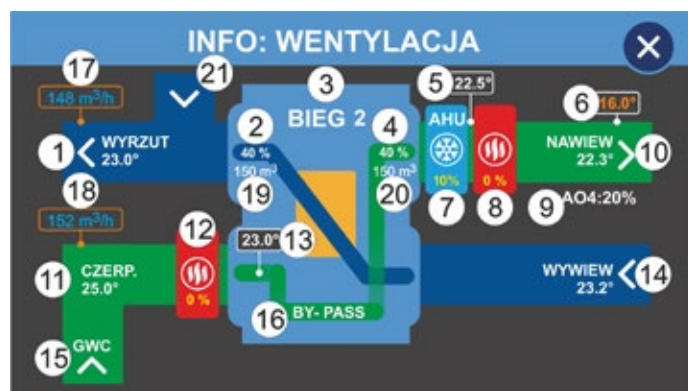 INFO: WENTYLACJA
17
21
3
5
22.5°
6
16.0°
148 m³/h
BIEG 2
2
4
AHU
1
WYRZUT
23.0°
40 %
40 %
NAWIEW
22.3°
10
150 m³
150 m³
10%
0 %
18
19
20
7
8
9
AO4:20%
152 m³/h
12
23.0°
13
11
CZERP.
25.0°
0 %
WYWIEW
23.2°
14
16
BY- PASS
15
GWC